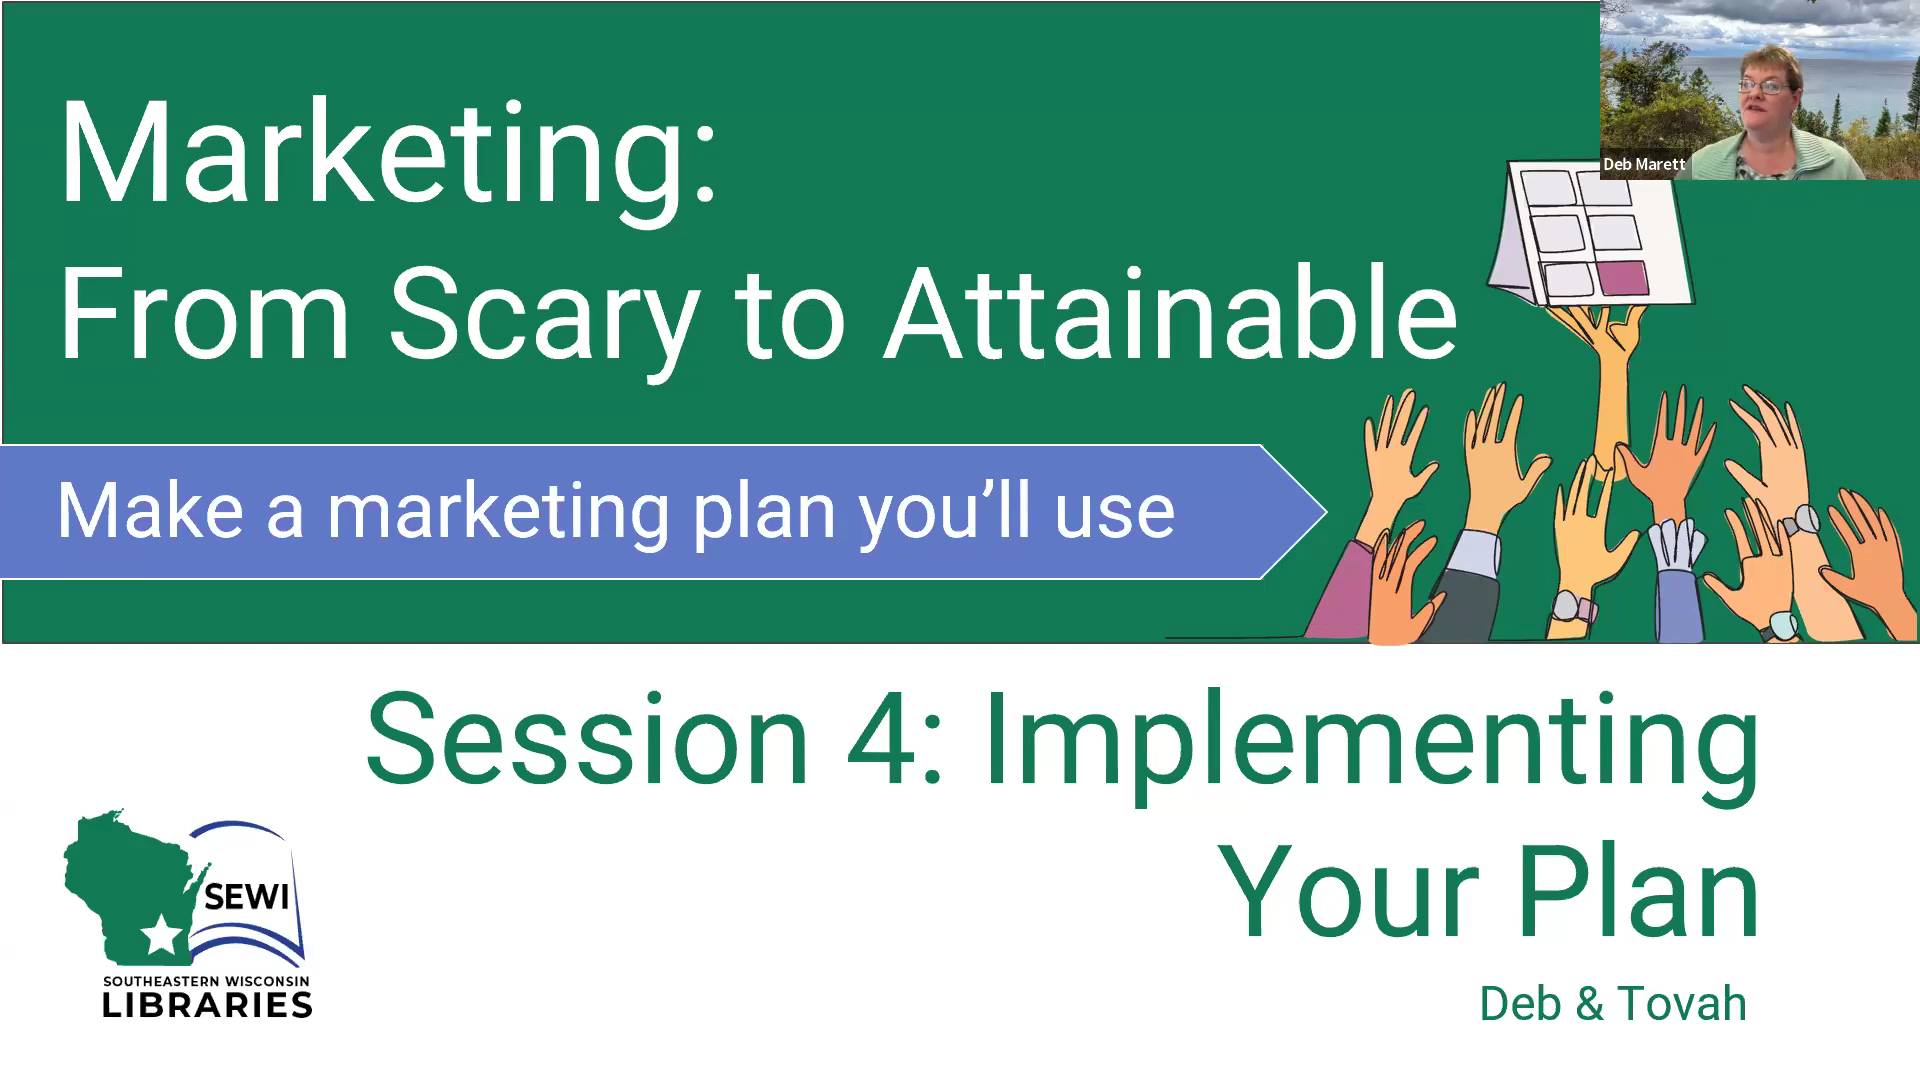 Marketing:
From Scary to Attainable
Deb Marett
Make a marketing plan you’ll use
Session 4: Implementing
Your Plan
Deb & Tovah
SEWI
SOUTHEASTERN WISCONSIN
LIBRARIES